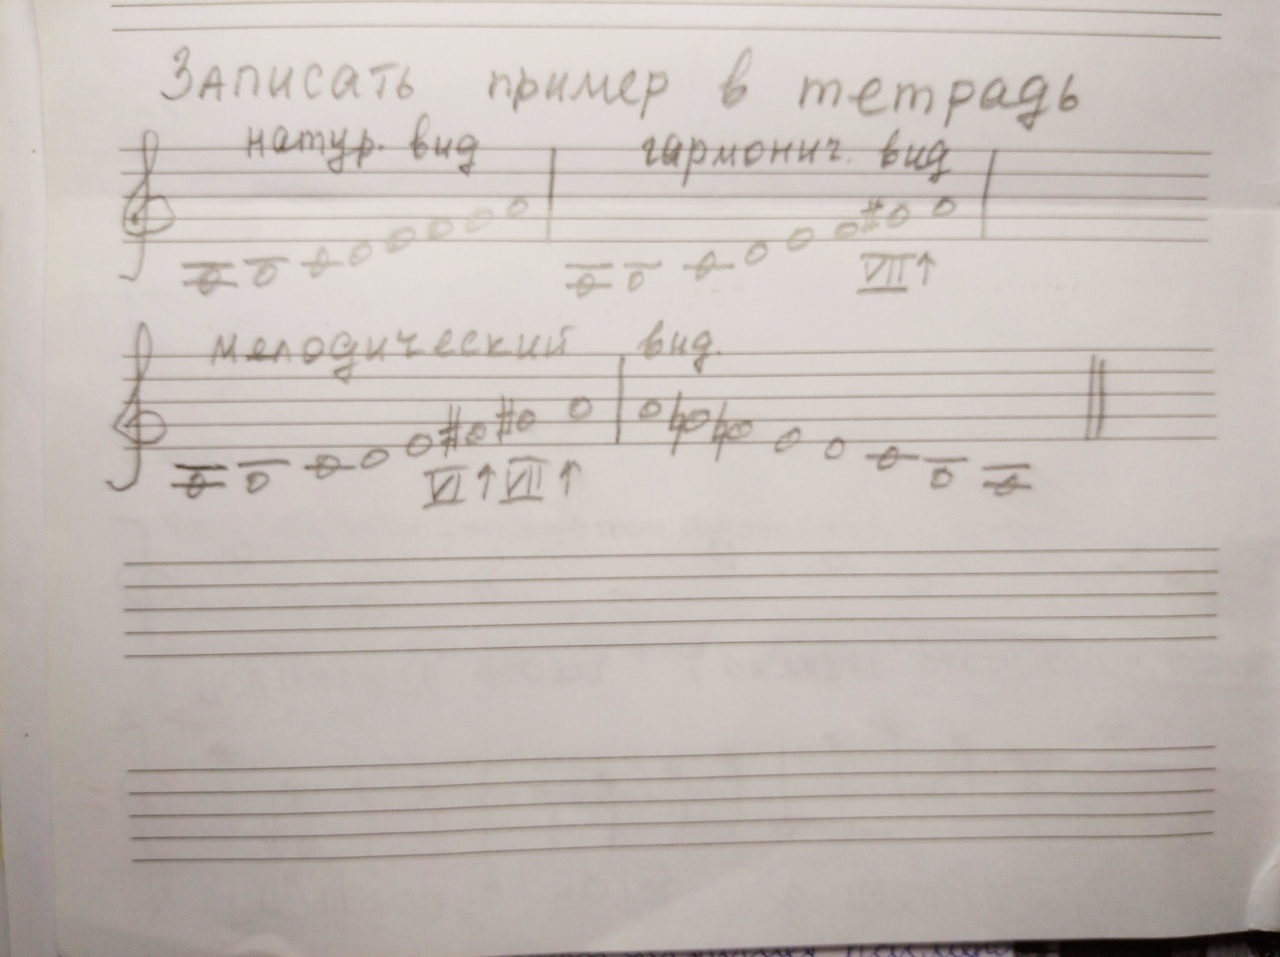 Записать пример в тетрадь
натур. вид гармонич. вид
VII↑
мелодический вид.
VI↑ VII↑